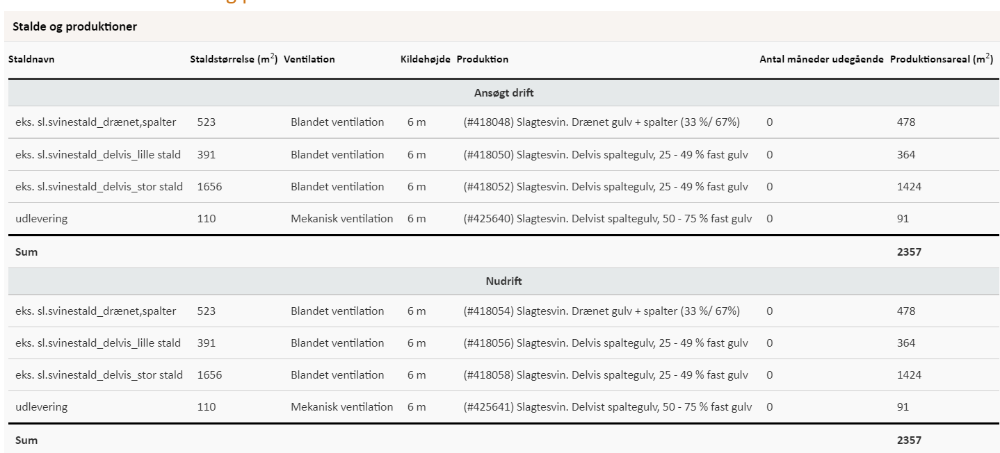 Stalde og produktioner
Staldnavn Staldstørrelse (m²) Ventilation Kildehøjde Produktion Antal måneder udegående Produktionsareal (m²)
Ansøgt drift
eks. sl.svinestald_drænet,spalter 523 Blandet ventilation 6 m (#418048) Slagtesvin. Drænet gulv + spalter (33 %/ 67%) 0 478
eks. sl.svinestald_delvis_lille stald 391 Blandet ventilation 6 m (#418050) Slagtesvin. Delvis spaltegulv, 25 - 49 % fast gulv 0 364
eks. sl.svinestald_delvis_stor stald 1656 Blandet ventilation 6 m (#418052) Slagtesvin. Delvis spaltegulv, 25 - 49 % fast gulv 0 1424
udlevering 110 Mekanisk ventilation 6 m (#425640) Slagtesvin. Delvist spaltegulv, 50 - 75 % fast gulv 0 91
Sum 2357
Nudrift
eks. sl.svinestald_drænet,spalter 523 Blandet ventilation 6 m (#418054) Slagtesvin. Drænet gulv + spalter (33 %/ 67%) 0 478
eks. sl.svinestald_delvis_lille stald 391 Blandet ventilation 6 m (#418056) Slagtesvin. Delvis spaltegulv, 25 - 49 % fast gulv 0 364
eks. sl.svinestald_delvis_stor stald 1656 Blandet ventilation 6 m (#418058) Slagtesvin. Delvis spaltegulv, 25 - 49 % fast gulv 0 1424
udlevering 110 Mekanisk ventilation 6 m (#425641) Slagtesvin. Delvist spaltegulv, 50 - 75 % fast gulv 0 91
Sum 2357